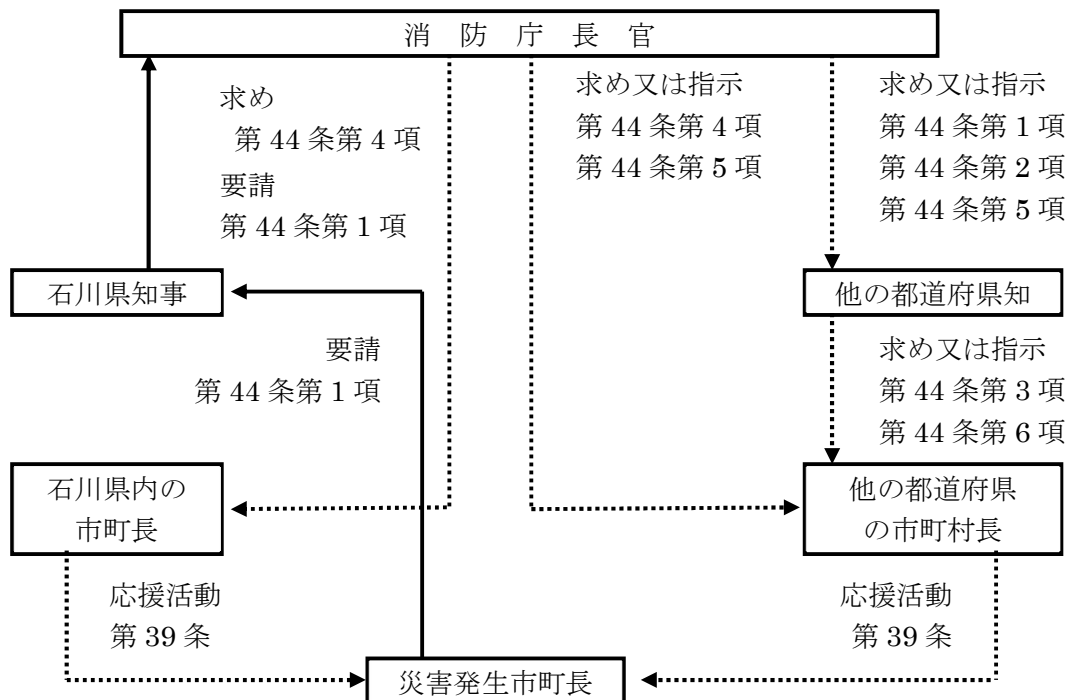 消防庁長官
求め
第 44 条第 4 項
要請
第 44 条第 1 項
求め又は指示
第 44 条第 4 項
第 44 条第 5 項
求め又は指示
第 44 条第 1 項
第 44 条第 2 項
第 44 条第 5 項
石川県知事
他の都道府県知
要請
第 44 条第 1 項
求め又は指示
第 44 条第 3 項
第 44 条第 6 項
石川県内の
市町長
他の都道府県
の市町村長
応援活動
第 39 条
応援活動
第 39 条
災害発生市町長